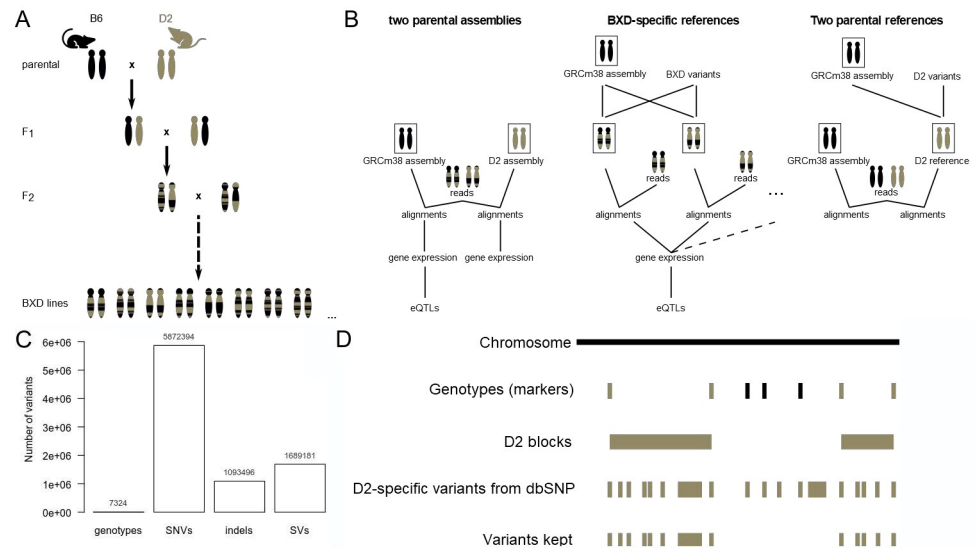 A
B6
D2
parental
x
F1
x
F2
x
BXD lines
...
B
two parental assemblies
BXD-specific references
Two parental references
GRCm38 assembly
BXD variants
GRCm38 assembly
D2 variants
GRCm38 assembly
D2 assembly
GRCm38 assembly
D2 reference
reads
reads
reads
reads
...
alignments
alignments
alignments
alignments
alignments
alignments
gene expression
gene expression
gene expression
eQTLs
eQTLs
C
Number of variants
6e+06
5e+06
4e+06
3e+06
2e+06
1e+06
0e+00
7324
5872394
1093496
1689181
genotypes
SNVs
indels
SVs
D
Chromosome
Genotypes (markers)
D2 blocks
D2-specific variants from dbSNP
Variants kept